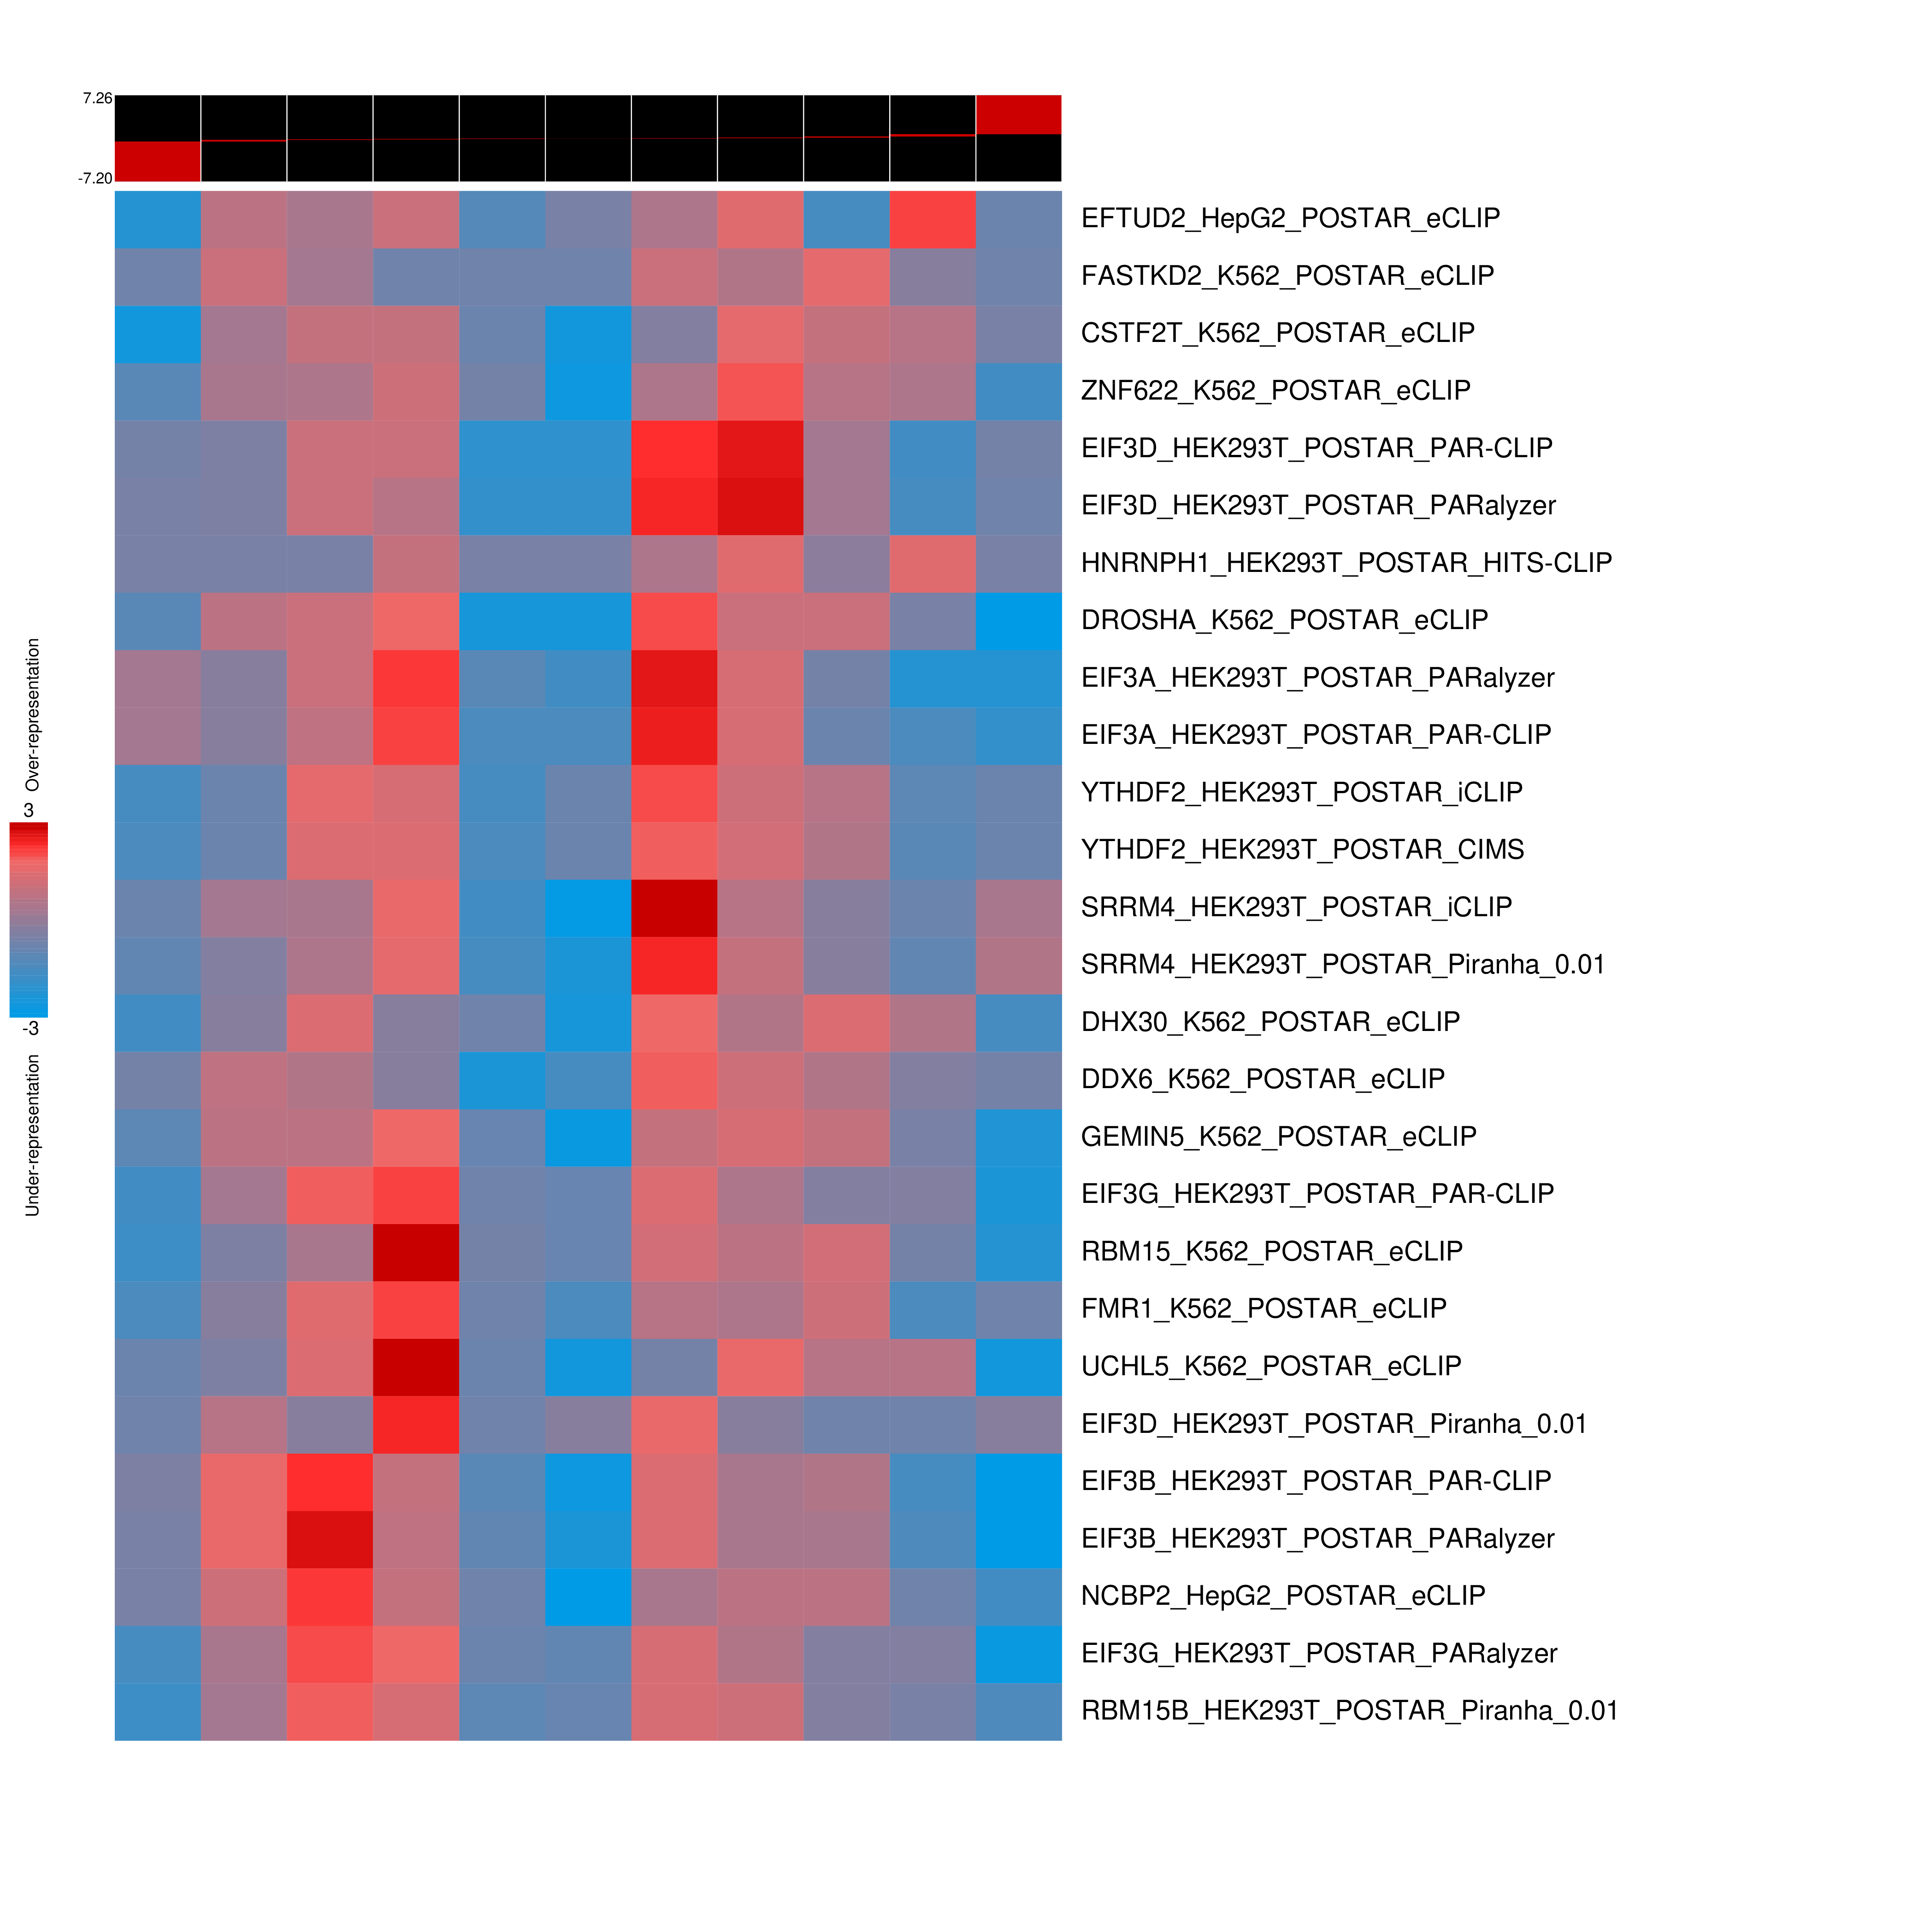 7.26
-7.20
EFTUD2_HepG2_POSTAR_eCLIP
FASTKD2_K562_POSTAR_eCLIP
CSTF2T_K562_POSTAR_eCLIP
ZNF622_K562_POSTAR_eCLIP
EIF3D_HEK293T_POSTAR_PAR-CLIP
EIF3D_HEK293T_POSTAR_PARalyzer
HNRNPH1_HEK293T_POSTAR_HITS-CLIP
DROSHA_K562_POSTAR_eCLIP
EIF3A_HEK293T_POSTAR_PARalyzer
EIF3A_HEK293T_POSTAR_PAR-CLIP
YTHDF2_HEK293T_POSTAR_iCLIP
YTHDF2_HEK293T_POSTAR_CIMS
SRRM4_HEK293T_POSTAR_iCLIP
SRRM4_HEK293T_POSTAR_Piranha_0.01
DHX30_K562_POSTAR_eCLIP
DDX6_K562_POSTAR_eCLIP
GEMIN5_K562_POSTAR_eCLIP
EIF3G_HEK293T_POSTAR_PAR-CLIP
RBM15_K562_POSTAR_eCLIP
FMR1_K562_POSTAR_eCLIP
UCHL5_K562_POSTAR_eCLIP
EIF3D_HEK293T_POSTAR_Piranha_0.01
EIF3B_HEK293T_POSTAR_PAR-CLIP
EIF3B_HEK293T_POSTAR_PARalyzer
NCBP2_HepG2_POSTAR_eCLIP
EIF3G_HEK293T_POSTAR_PARalyzer
RBM15B_HEK293T_POSTAR_Piranha_0.01
Over-representation
3
-3
Under-representation